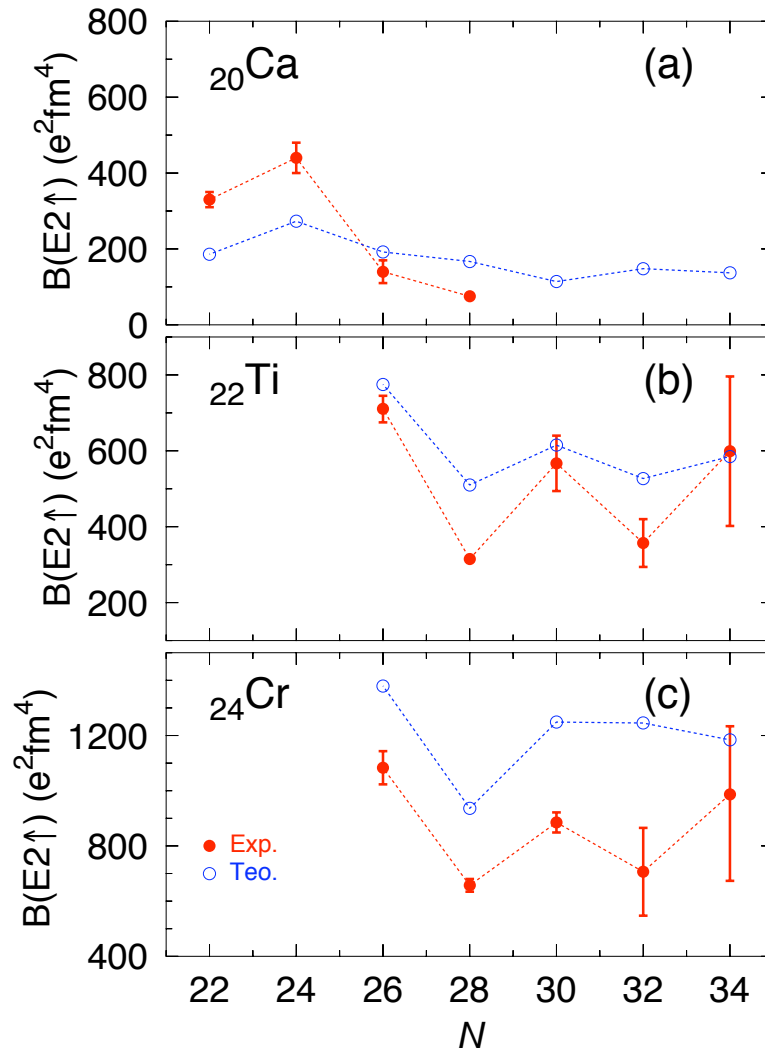 800
600
400
200
0
B(E2↑) (e²fm⁴)
₂₀Ca
(a)
800
600
400
200
B(E2↑) (e²fm⁴)
₂₂Ti
(b)
1200
800
400
B(E2↑) (e²fm⁴)
₂₄Cr
(c)
Exp.
Teo.
22 24 26 28 30 32 34
N